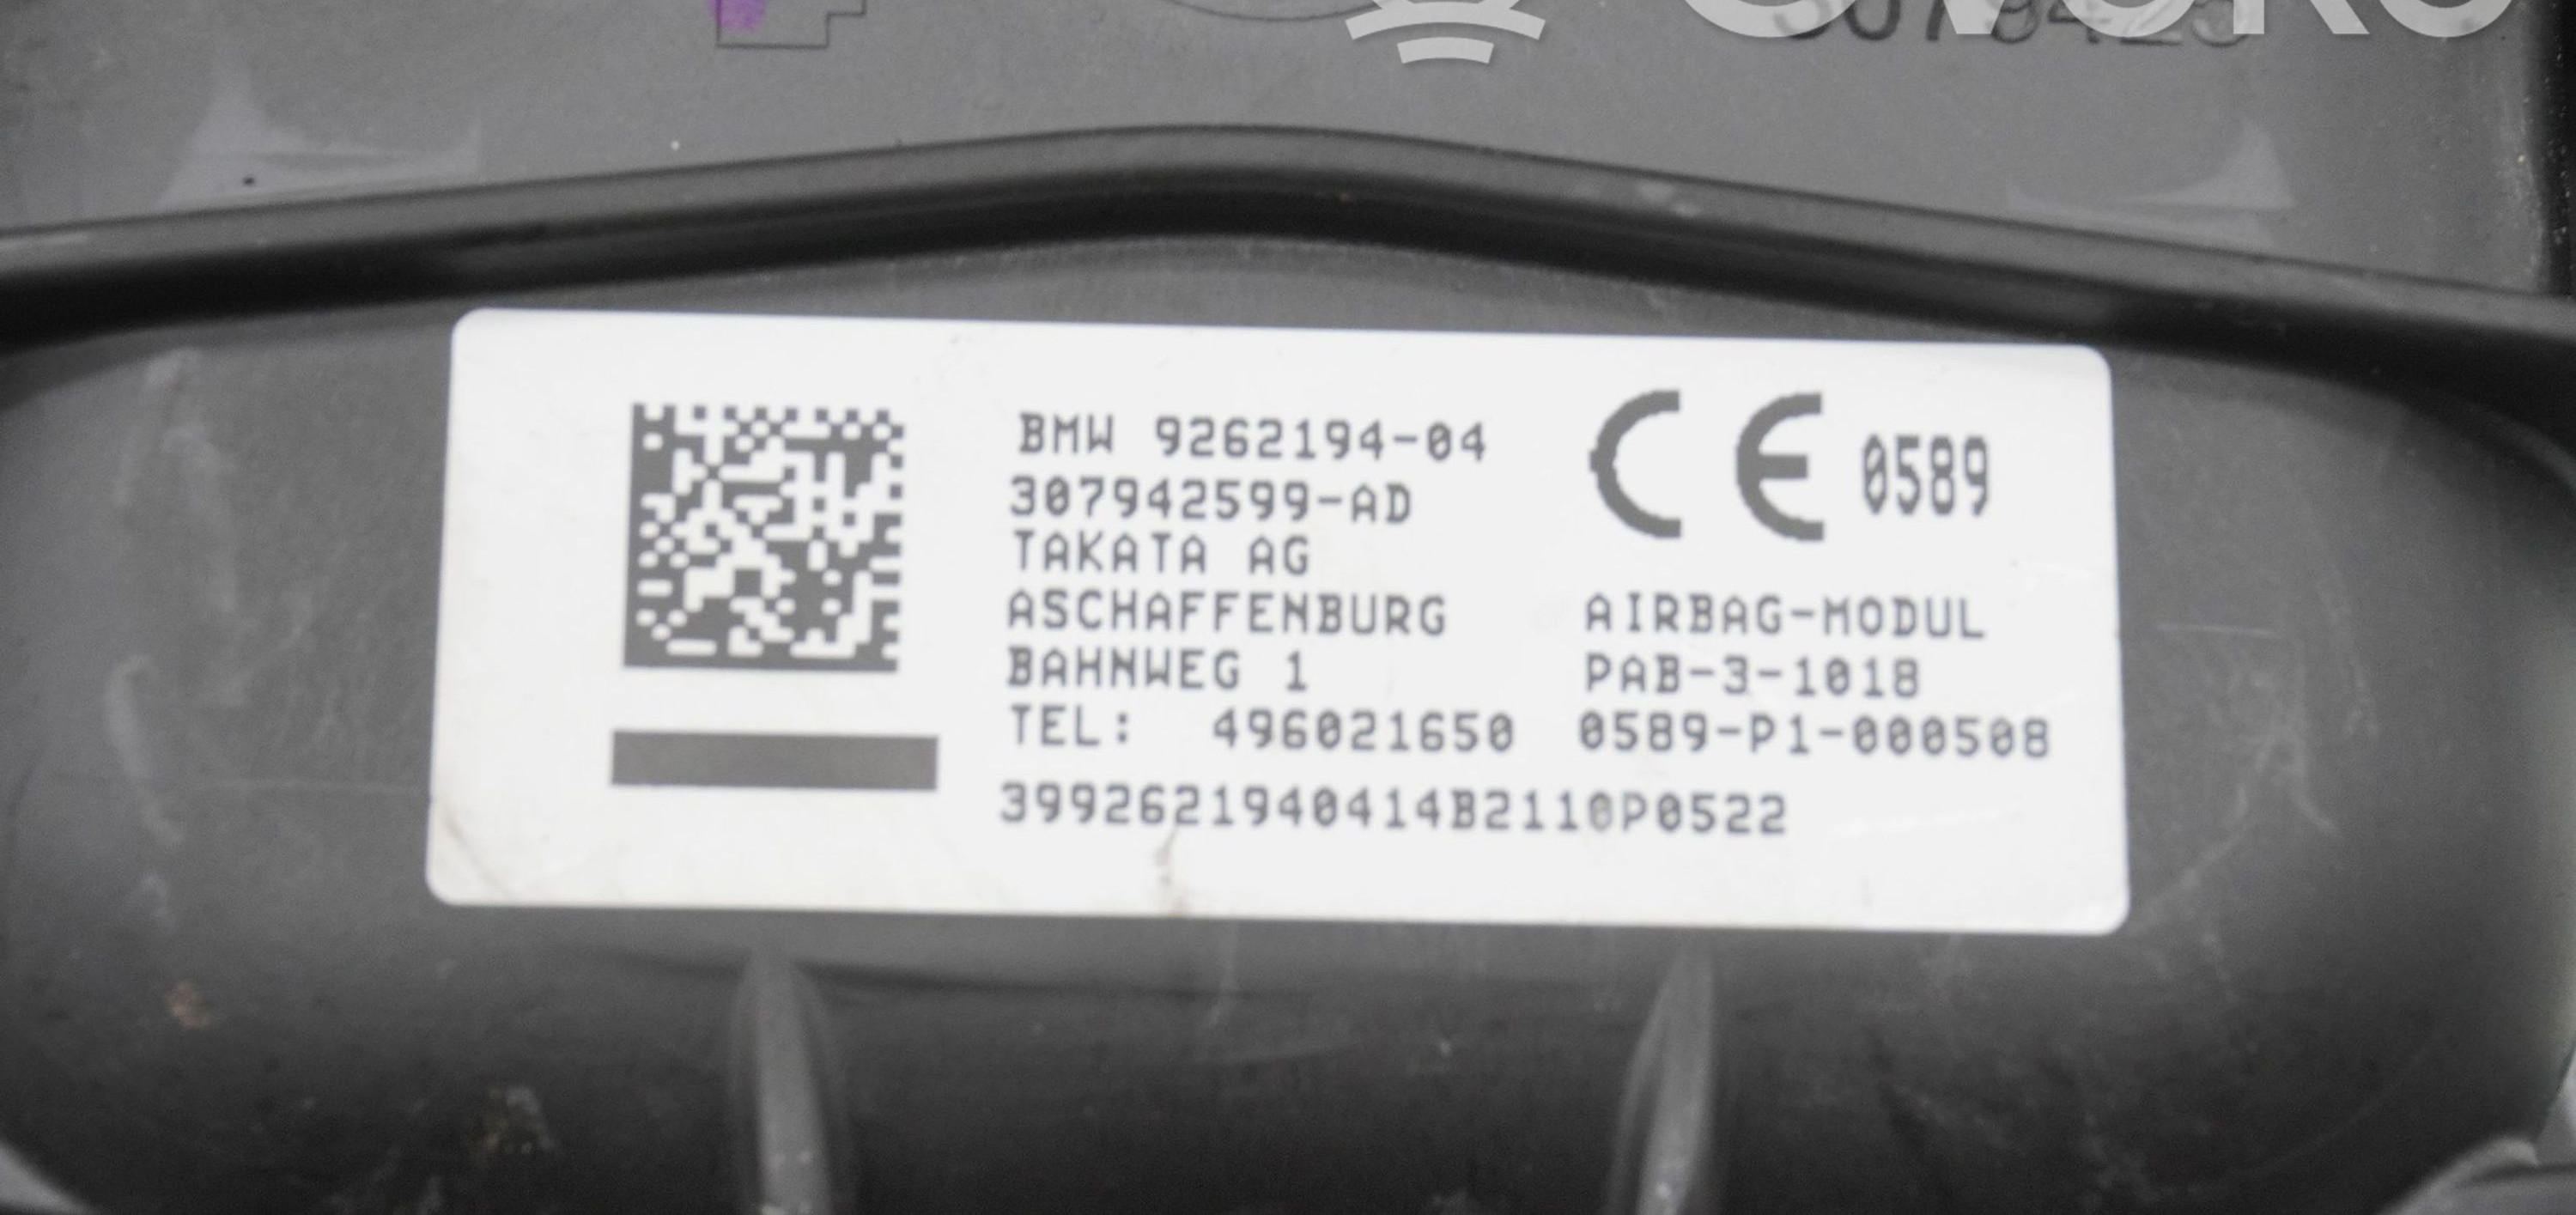 BMW 9262194-04
307942599-AD
TAKATA AG
ASCHAFFENBURG
BAHNWEG 1
TEL: 496021650
3992621940414B2110P0522
CE 0589
AIRBAG-MODUL
PAB-3-1018
0589-P1-000508